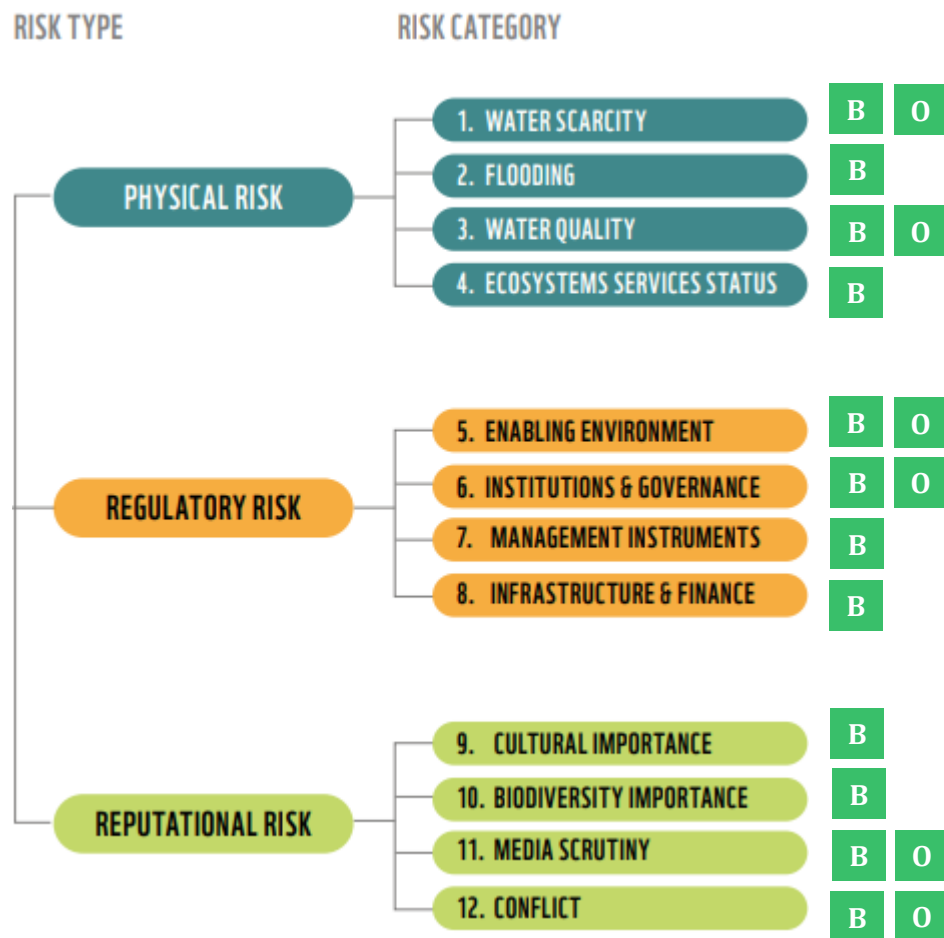 RISK TYPE RISK CATEGORY
1. WATER SCARCITY B O
2. FLOODING B
PHYSICAL RISK
3. WATER QUALITY B O
4. ECOSYSTEMS SERVICES STATUS B
5. ENABLING ENVIRONMENT B O
6. INSTITUTIONS & GOVERNANCE B O
REGULATORY RISK
7. MANAGEMENT INSTRUMENTS B
8. INFRASTRUCTURE & FINANCE B
9. CULTURAL IMPORTANCE B
10. BIODIVERSITY IMPORTANCE B
REPUTATIONAL RISK
11. MEDIA SCRUTINY B O
12. CONFLICT B O